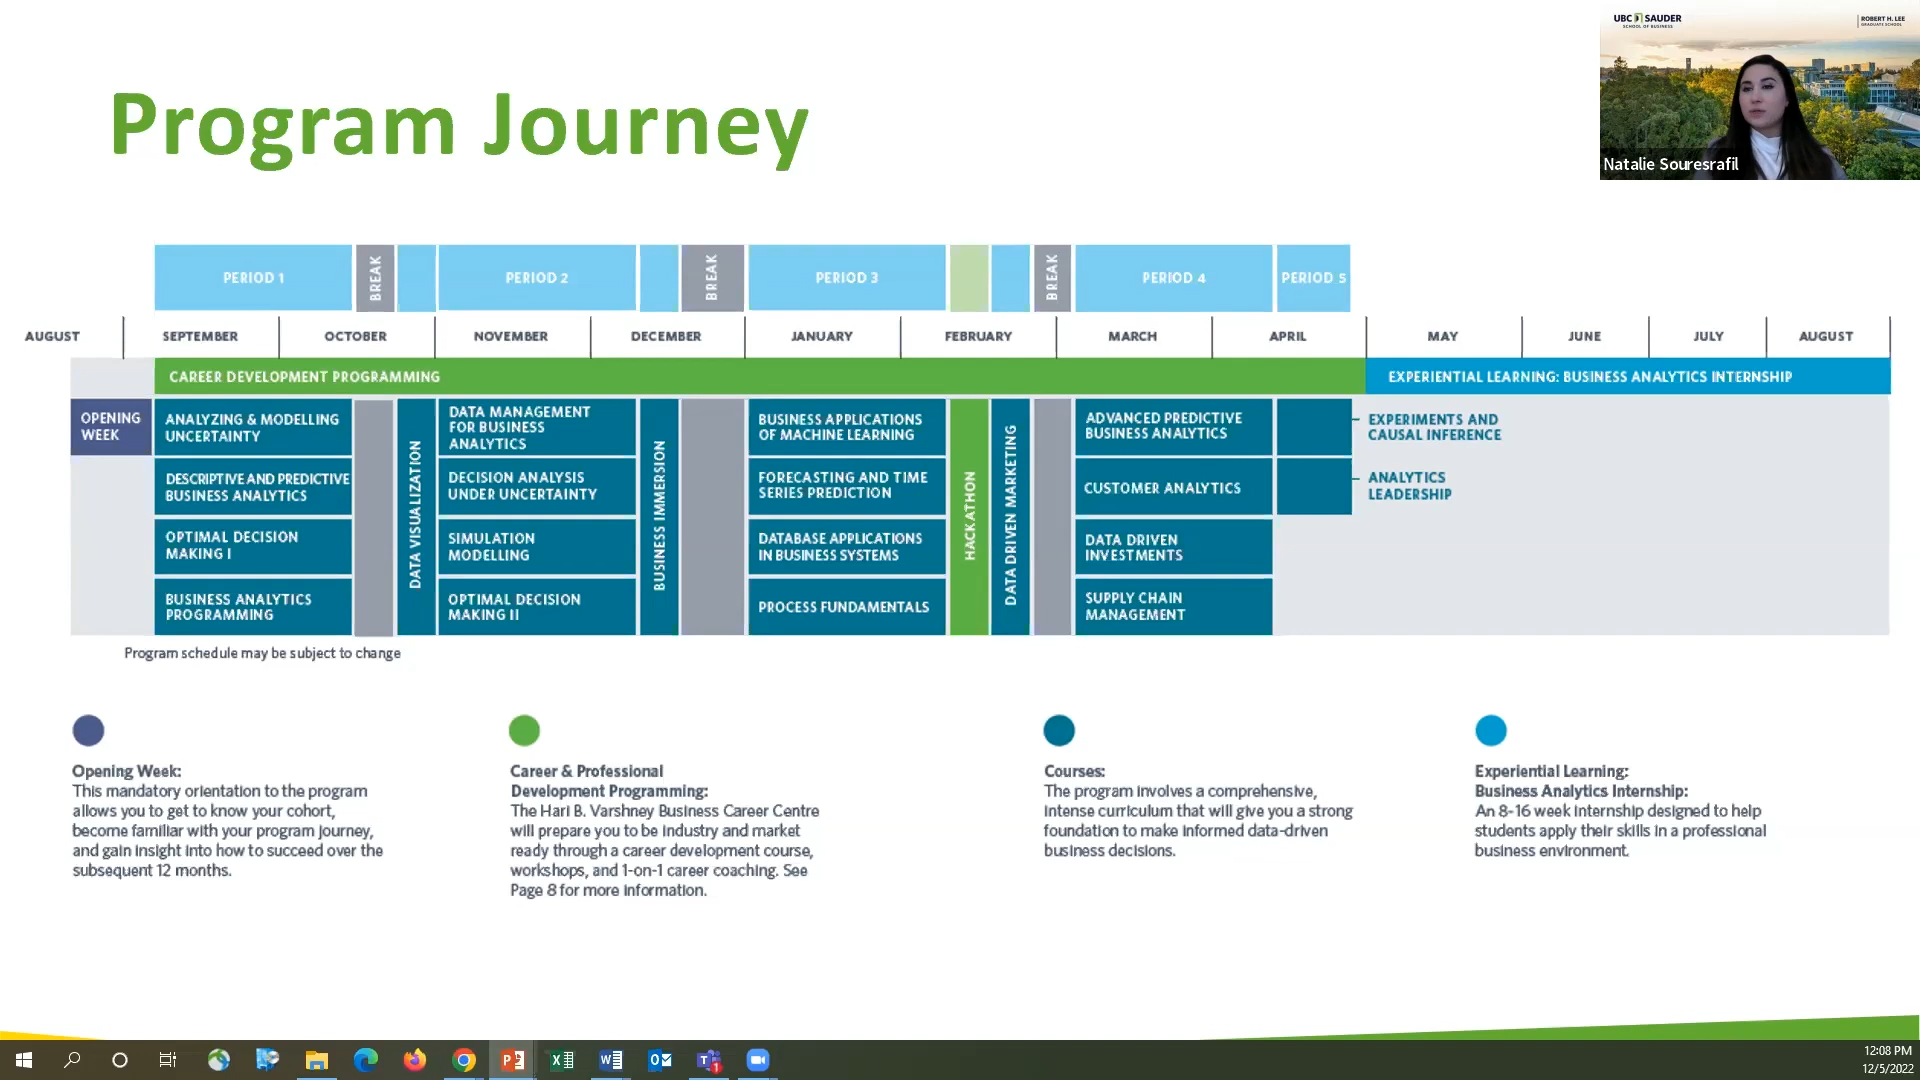 Program Journey
UBC SAUDER
SCHOOL OF BUSINESS
ROBERT H. LEE
GRADUATE SCHOOL
Natalie Souresrafil
PERIOD 1
BREAK
PERIOD 2
BREAK
PERIOD 3
BREAK
PERIOD 4
PERIOD 5
AUGUST
SEPTEMBER
OCTOBER
NOVEMBER
DECEMBER
JANUARY
FEBRUARY
MARCH
APRIL
MAY
JUNE
JULY
AUGUST
CAREER DEVELOPMENT PROGRAMMING
EXPERIENTIAL LEARNING: BUSINESS ANALYTICS INTERNSHIP
OPENING
WEEK
ANALYZING & MODELLING
UNCERTAINTY
DESCRIPTIVE AND PREDICTIVE
BUSINESS ANALYTICS
OPTIMAL DECISION
MAKING I
BUSINESS ANALYTICS
PROGRAMMING
DATA VISUALIZATION
DATA MANAGEMENT
FOR BUSINESS
ANALYTICS
DECISION ANALYSIS
UNDER UNCERTAINTY
SIMULATION
MODELLING
OPTIMAL DECISION
MAKING II
BUSINESS IMMERSION
BUSINESS APPLICATIONS
OF MACHINE LEARNING
FORECASTING AND TIME
SERIES PREDICTION
DATABASE APPLICATIONS
IN BUSINESS SYSTEMS
PROCESS FUNDAMENTALS
HACKATHON
DATA DRIVEN MARKETING
ADVANCED PREDICTIVE
BUSINESS ANALYTICS
CUSTOMER ANALYTICS
DATA DRIVEN
INVESTMENTS
SUPPLY CHAIN
MANAGEMENT
EXPERIMENTS AND
CAUSAL INFERENCE
ANALYTICS
LEADERSHIP
Program schedule may be subject to change
Opening Week:
This mandatory orientation to the program
allows you to get to know your cohort,
become familiar with your program journey,
and gain insight into how to succeed over the
subsequent 12 months.
Career & Professional
Development Programming:
The Hari B. Varshney Business Career Centre
will prepare you to be industry and market
ready through a career development course,
workshops, and 1-on-1 career coaching. See
Page 8 for more information.
Courses:
The program involves a comprehensive,
intense curriculum that will give you a strong
foundation to make informed data-driven
business decisions.
Experiential Learning:
Business Analytics Internship:
An 8-16 week internship designed to help
students apply their skills in a professional
business environment.
12:08 PM
12/5/2022